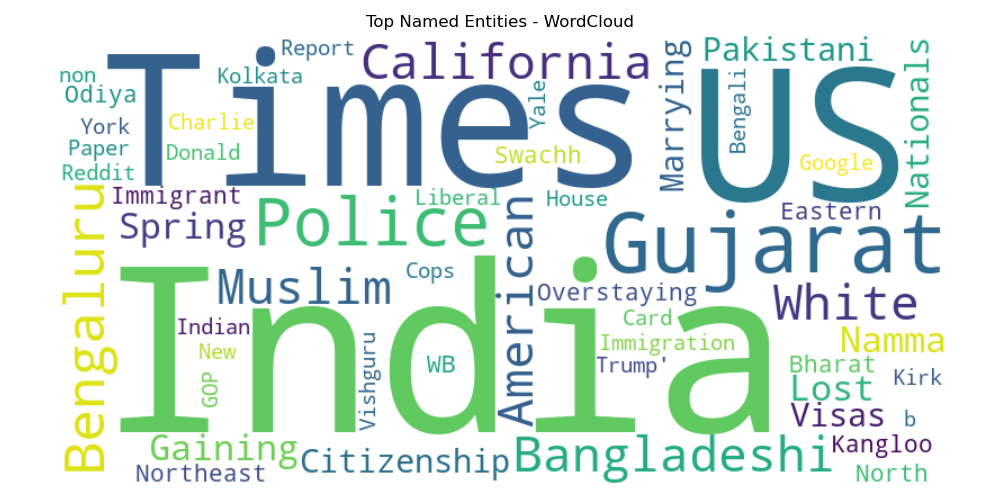 Top Named Entities - WordCloud
Report
California
Pakistani
non
Kolkata
Times
US
Odiya
Yale
Marrying
Bengali
Nationals
York
Charlie
Paper
Donald
Swachh
Google
Reddit
Immigrant
Liberal
House
Eastern
Spring
Police
American
Gujarat
Bengaluru
Muslim
Cops
Overstaying
White
India
Indian
Card
Namma
New
Immigration
Vishguru
WB
Trump'
Bharat
Kirk
GOP
Lost
Visas
b
Gaining
Citizenship
Bangladeshi
Kangloo
Northeast
North